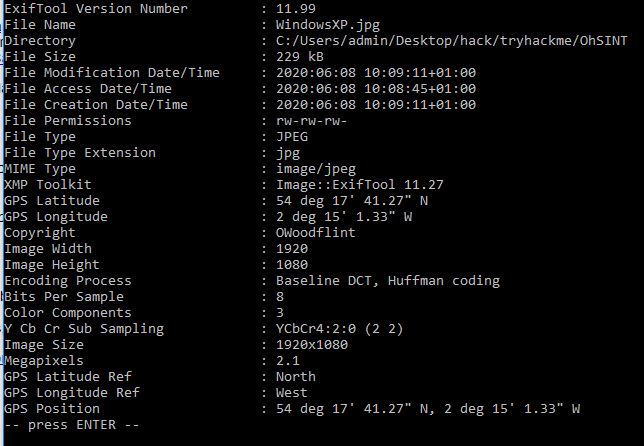 ExifTool Version Number : 11.99
File Name : WindowsXP.jpg
Directory : C:/Users/admin/Desktop/hack/tryhackme/OhSINT
File Size : 229 kB
File Modification Date/Time : 2020:06:08 10:09:11+01:00
File Access Date/Time : 2020:06:08 10:08:45+01:00
File Creation Date/Time : 2020:06:08 10:09:11+01:00
File Permissions : rw-rw-rw-
File Type : JPEG
File Type Extension : jpg
MIME Type : image/jpeg
XMP Toolkit : Image::ExifTool 11.27
GPS Latitude : 54 deg 17' 41.27" N
GPS Longitude : 2 deg 15' 1.33" W
Copyright : OWoodflint
Image Width : 1920
Image Height : 1080
Encoding Process : Baseline DCT, Huffman coding
Bits Per Sample : 8
Color Components : 3
Y Cb Cr Sub Sampling : YCbCr4:2:0 (2 2)
Image Size : 1920x1080
Megapixels : 2.1
GPS Latitude Ref : North
GPS Longitude Ref : West
GPS Position : 54 deg 17' 41.27" N, 2 deg 15' 1.33" W
-- press ENTER --